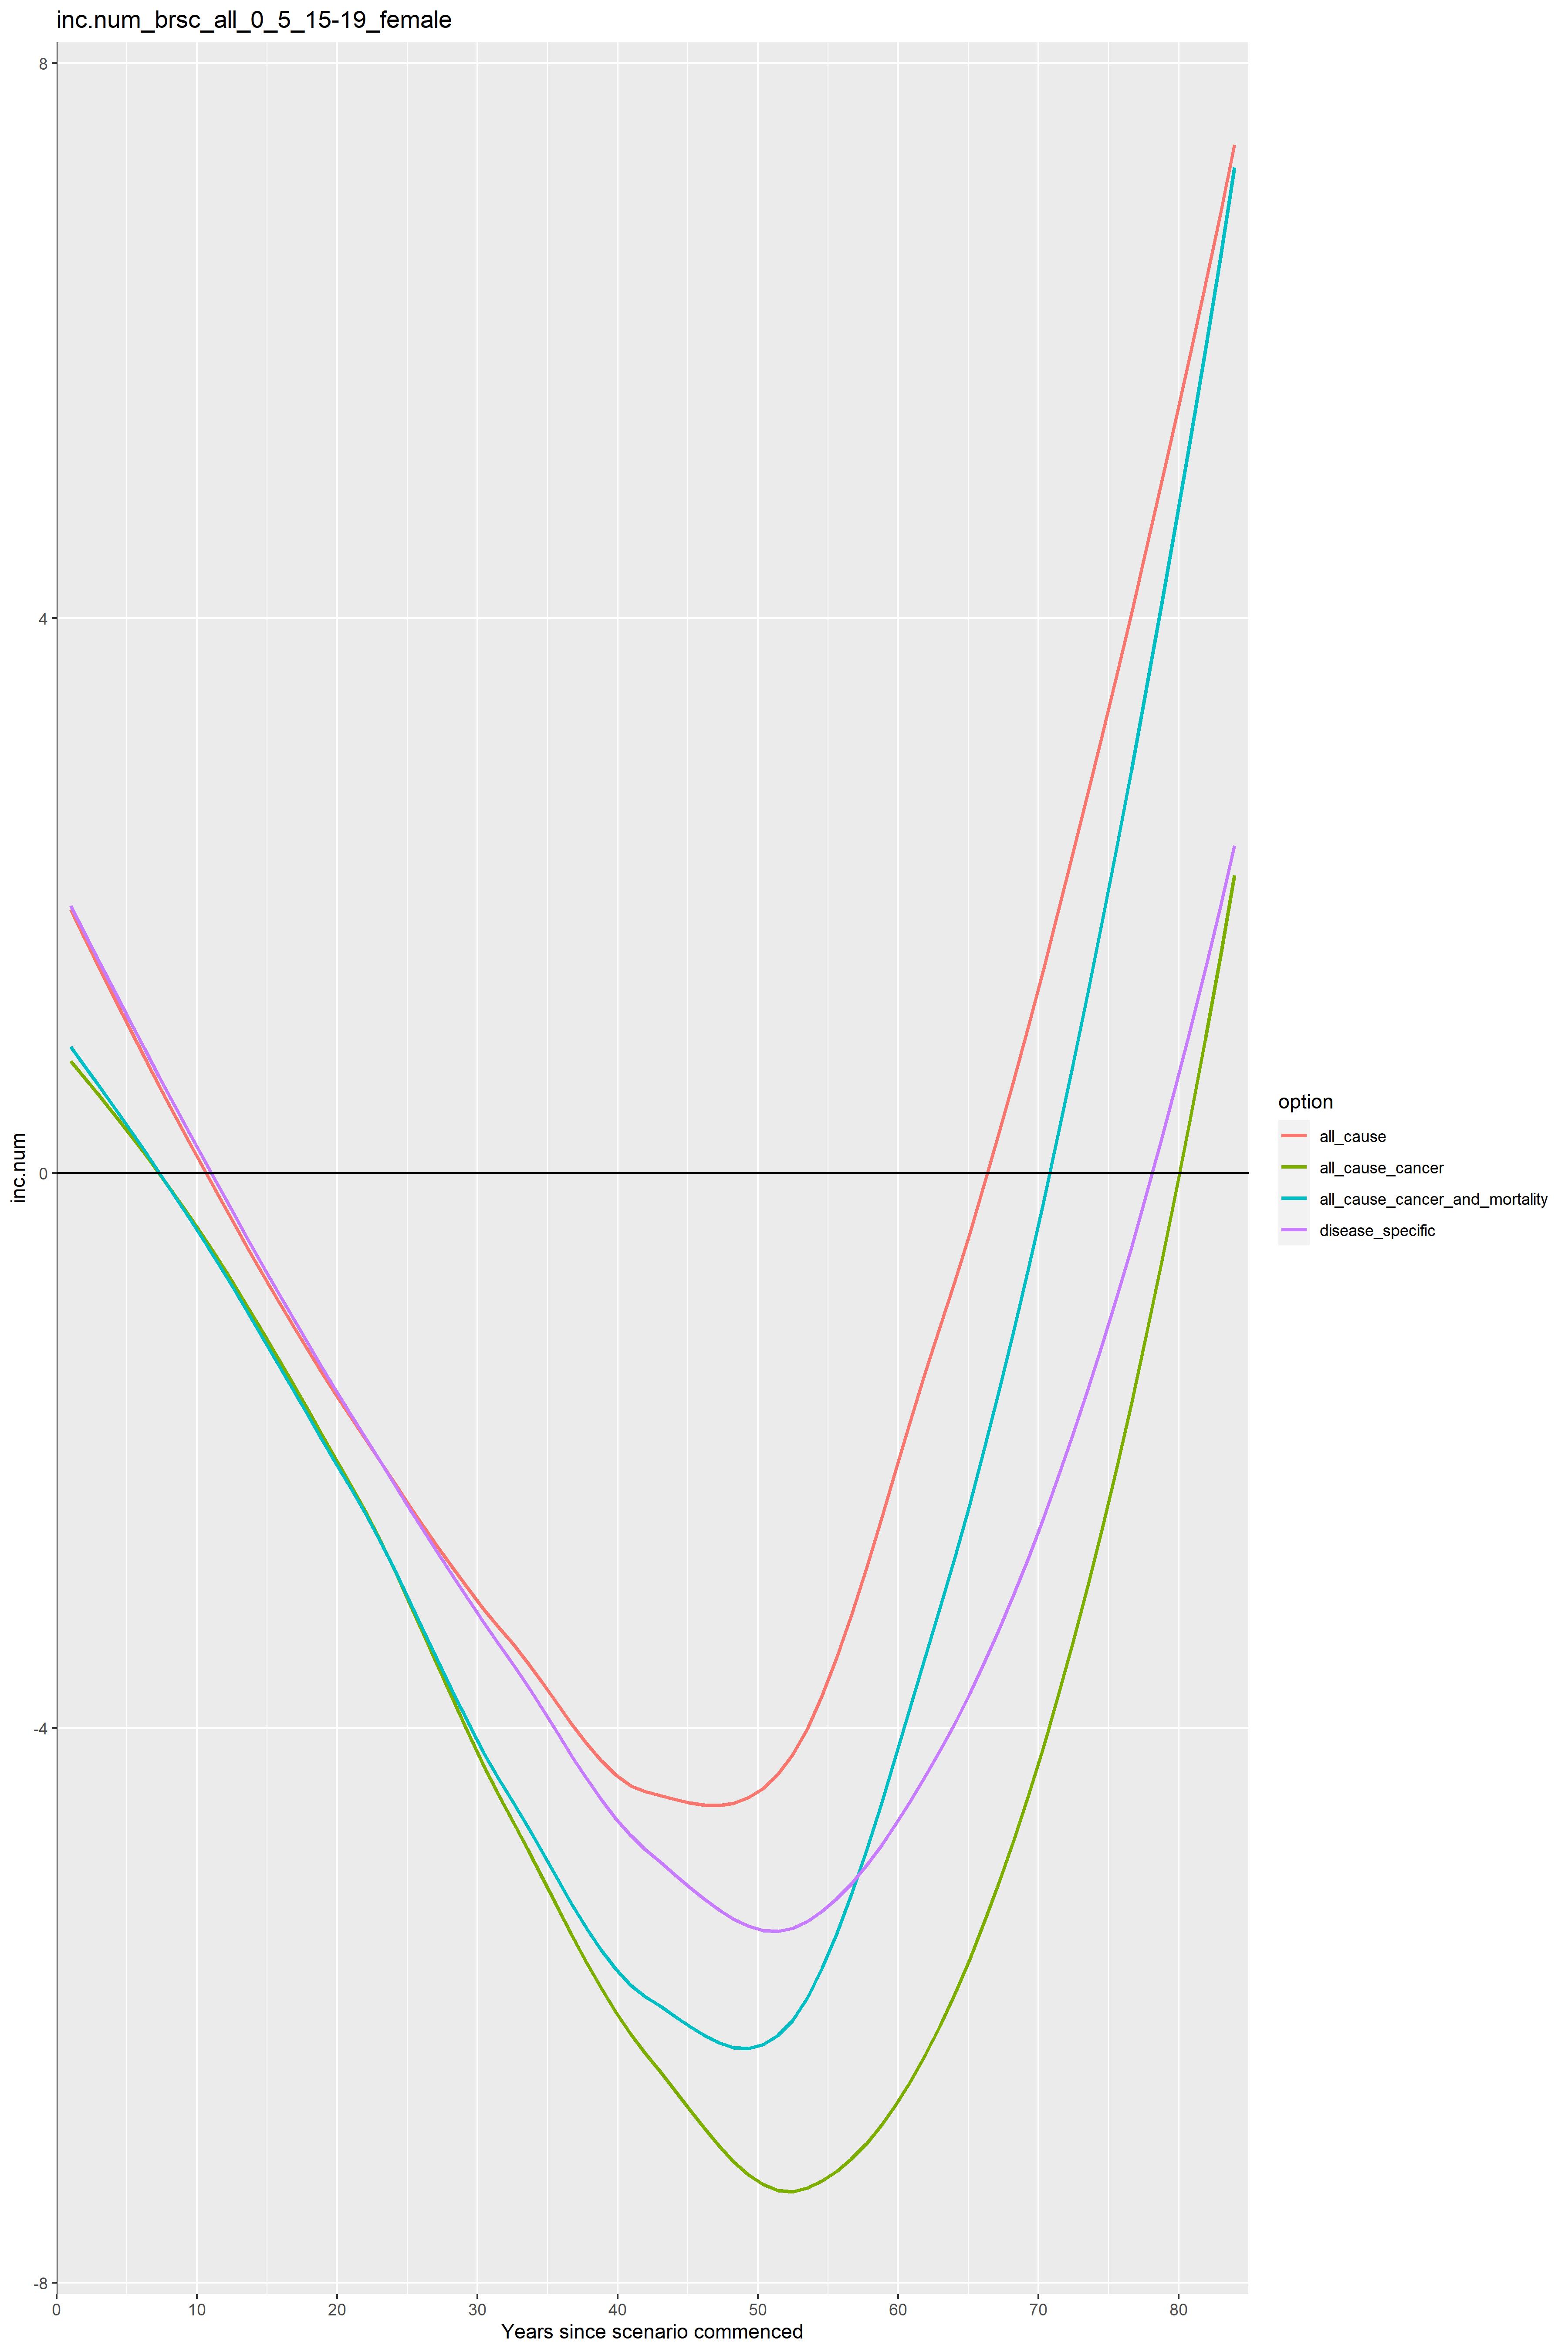 inc.num_brsc_all_0_5_15-19_female
8
4
0
-4
-8
inc.num
0 10 20 30 40 50 60 70 80
Years since scenario commenced
option
all_cause
all_cause_cancer
all_cause_cancer_and_mortality
disease_specific